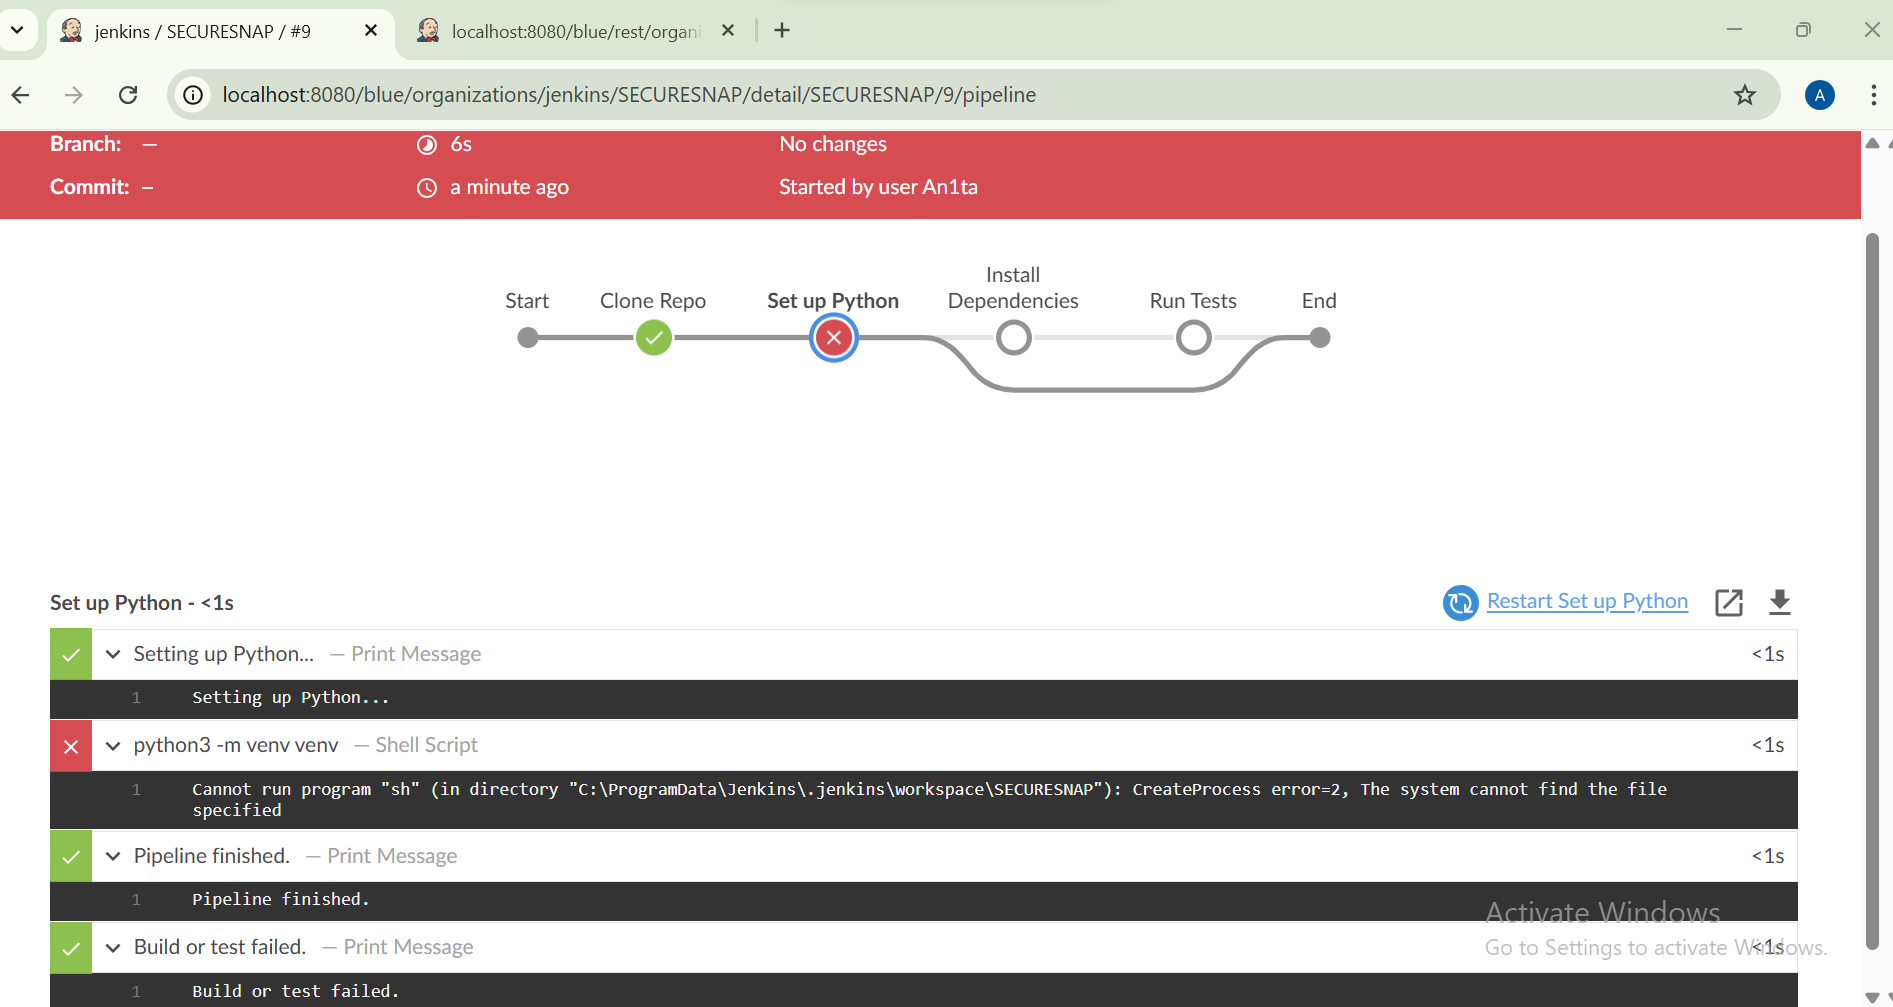 jenkins / SECURESNAP / #9
localhost:8080/blue/rest/organi
localhost:8080/blue/organizations/jenkins/SECURESNAP/detail/SECURESNAP/9/pipeline
A
Branch: — 6s No changes
Commit: – a minute ago Started by user An1ta
Start Clone Repo Set up Python Install Dependencies Run Tests End
Set up Python - <1s Restart Set up Python
Setting up Python... — Print Message <1s
1 Setting up Python...
python3 -m venv venv — Shell Script <1s
1 Cannot run program "sh" (in directory "C:\ProgramData\Jenkins\.jenkins\workspace\SECURESNAP"): CreateProcess error=2, The system cannot find the file
specified
Pipeline finished. — Print Message <1s
1 Pipeline finished.
Build or test failed. — Print Message <1s
1 Build or test failed.
Activate Windows
Go to Settings to activate Windows.